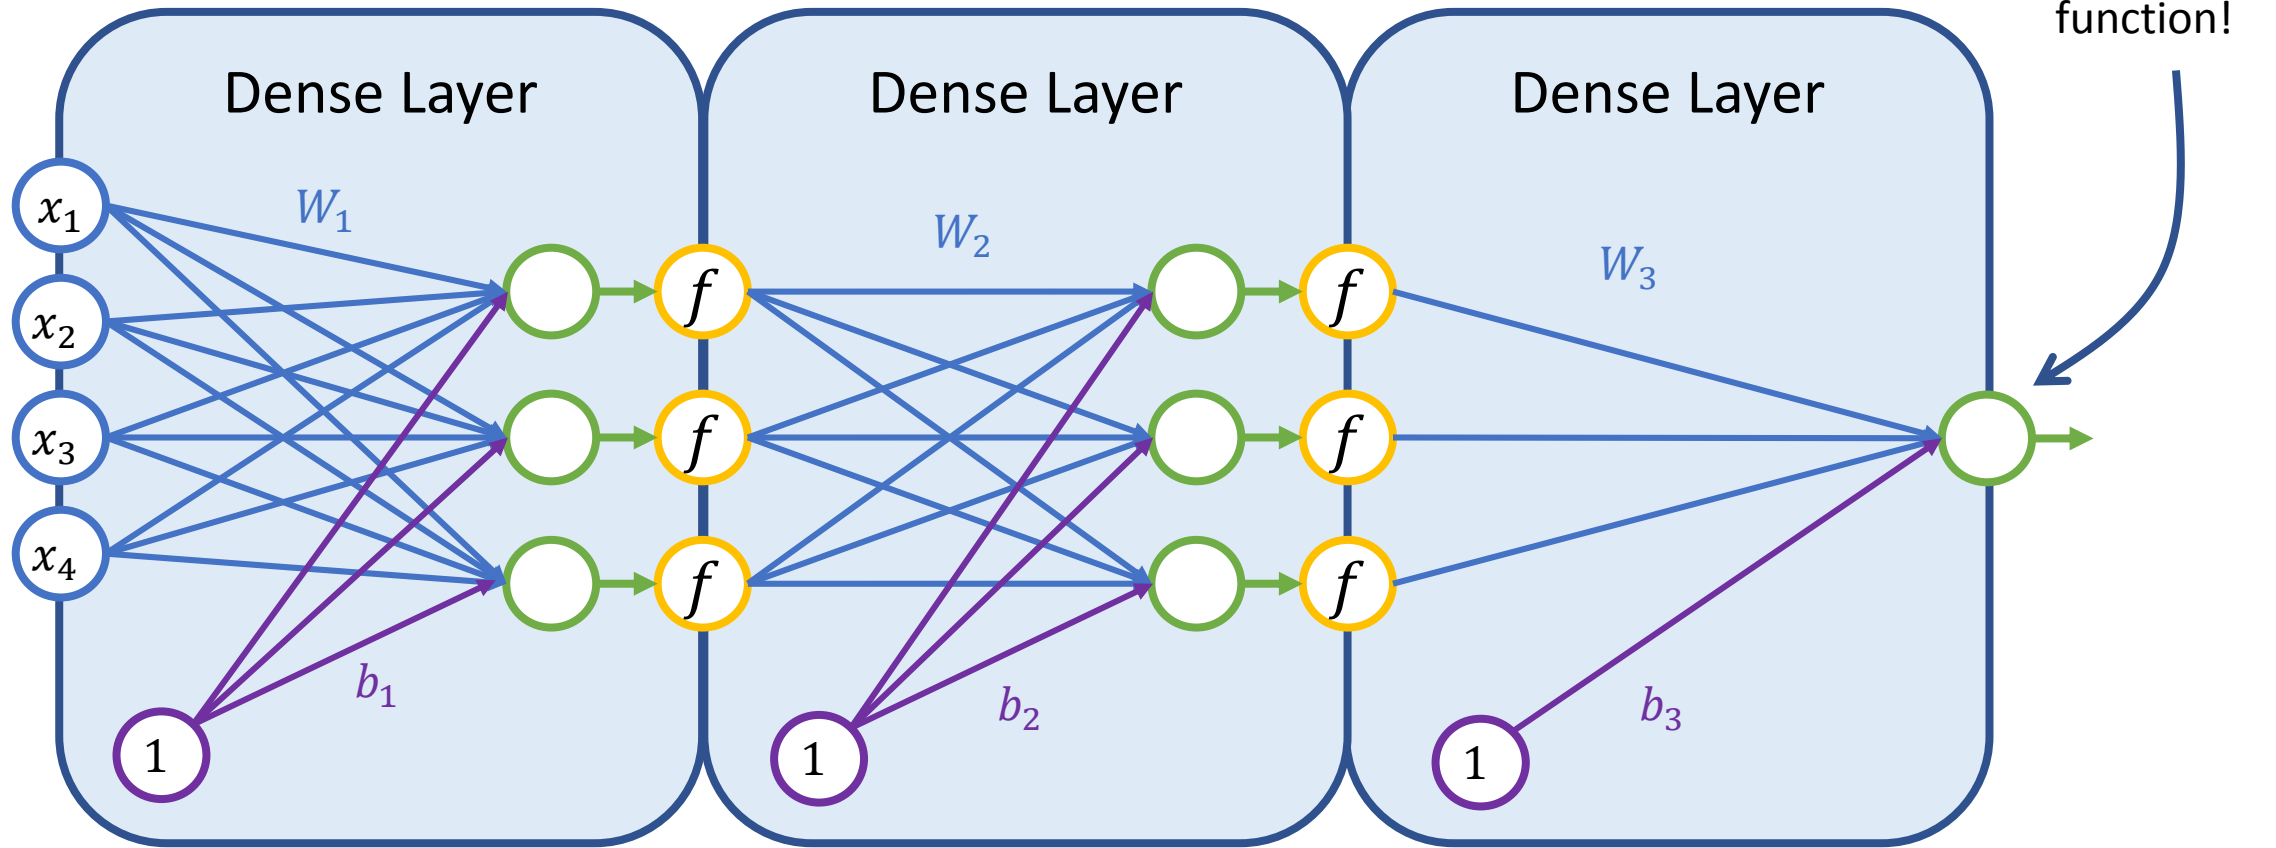 function!
Dense Layer
Dense Layer
Dense Layer
x₁
W₁
W₂
W₃
x₂
f
f
x₃
f
f
x₄
f
f
b₁
b₂
b₃
1
1
1